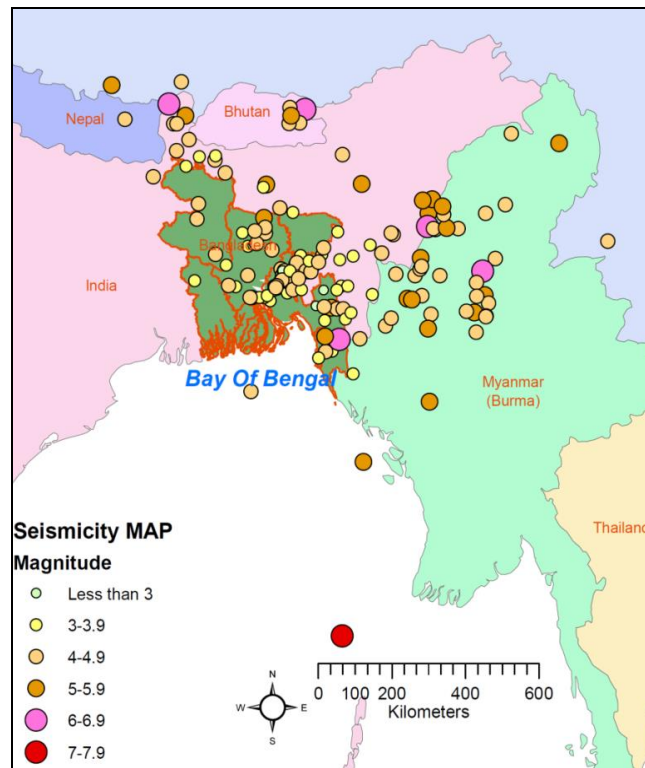 Nepal
Bhutan
Bangladesh
India
Bay Of Bengal
Myanmar
(Burma)
Thailand
Seismicity MAP
Magnitude
Less than 3
3-3.9
4-4.9
5-5.9
6-6.9
7-7.9
N
W E
S
0 100 200 400 600
Kilometers